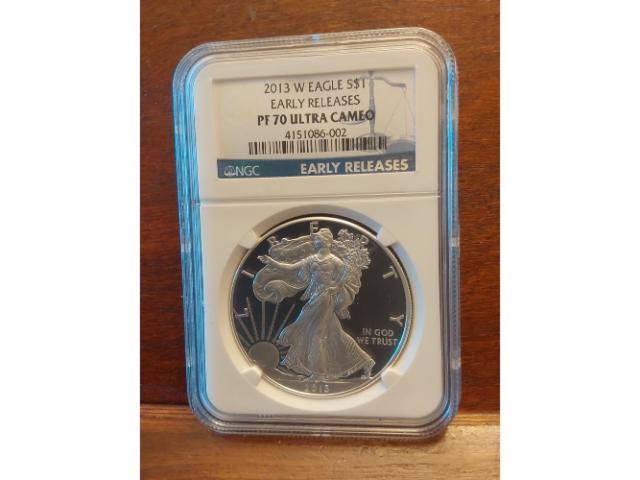 2013 W EAGLE S$1
EARLY RELEASES
PF 70 ULTRA CAMEO
4151086-002
NGC EARLY RELEASES
LIBERTY
IN GOD
WE TRUST
2013